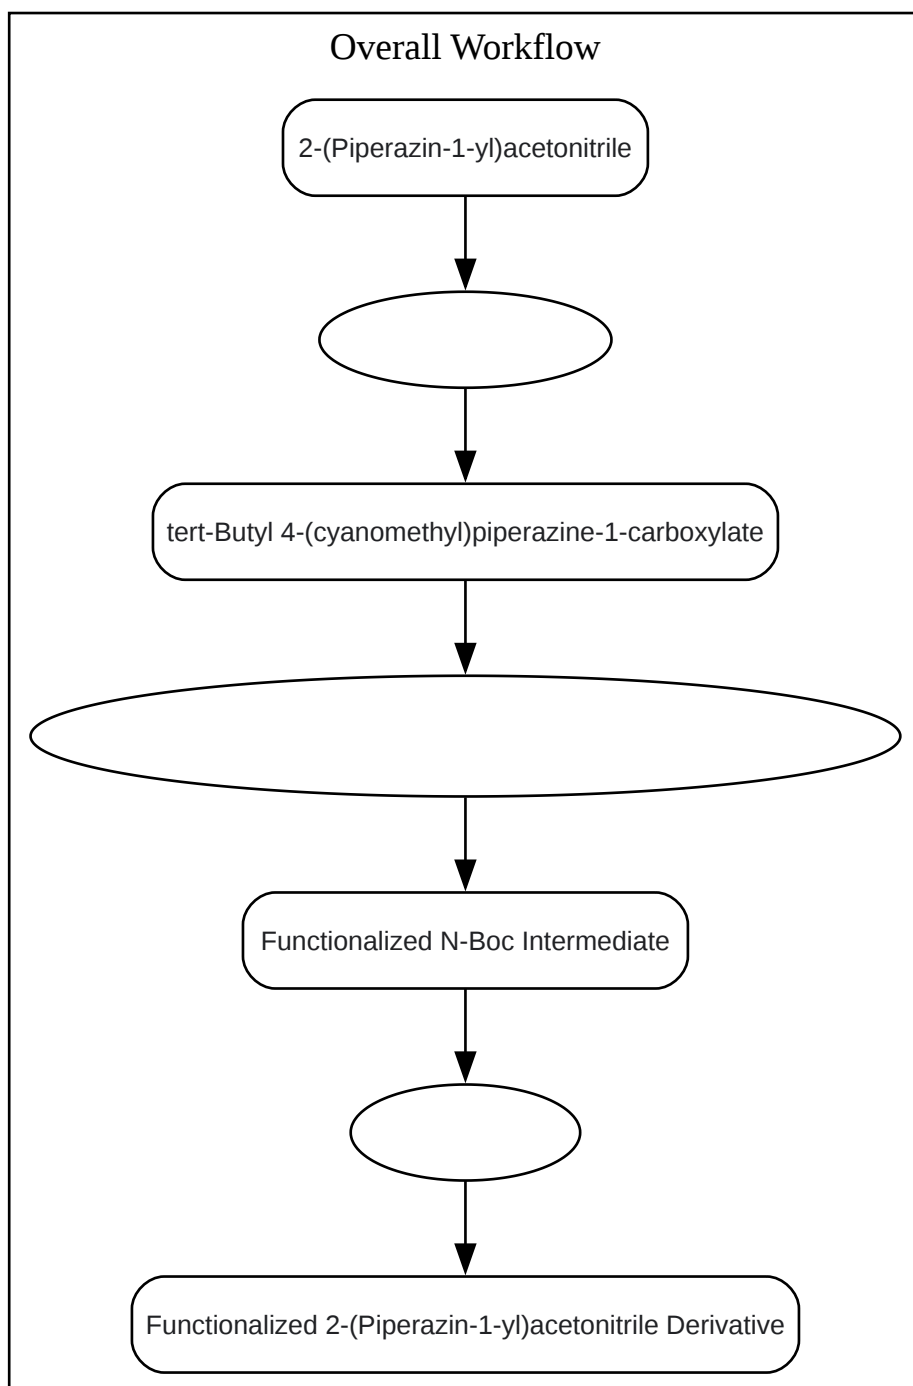 Overall Workflow
2-(Piperazin-1-yl)acetonitrile
tert-Butyl 4-(cyanomethyl)piperazine-1-carboxylate
Functionalized N-Boc Intermediate
Functionalized 2-(Piperazin-1-yl)acetonitrile Derivative